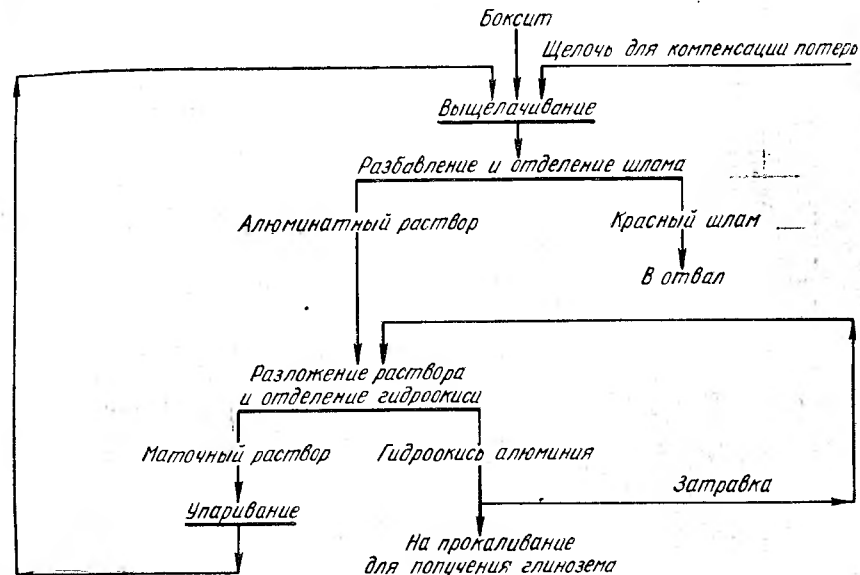 Боксит
Щелочь для компенсации потерь
Выщелачивание
Разбавление и отделение шлама
Алюминатный раствор
Красный шлам
В отвал
Разложение раствора
и отделение гидроокиси
Маточный раствор
Гидроокись алюминия
Затравка
Упаривание
На прокаливание
для получения глинозема